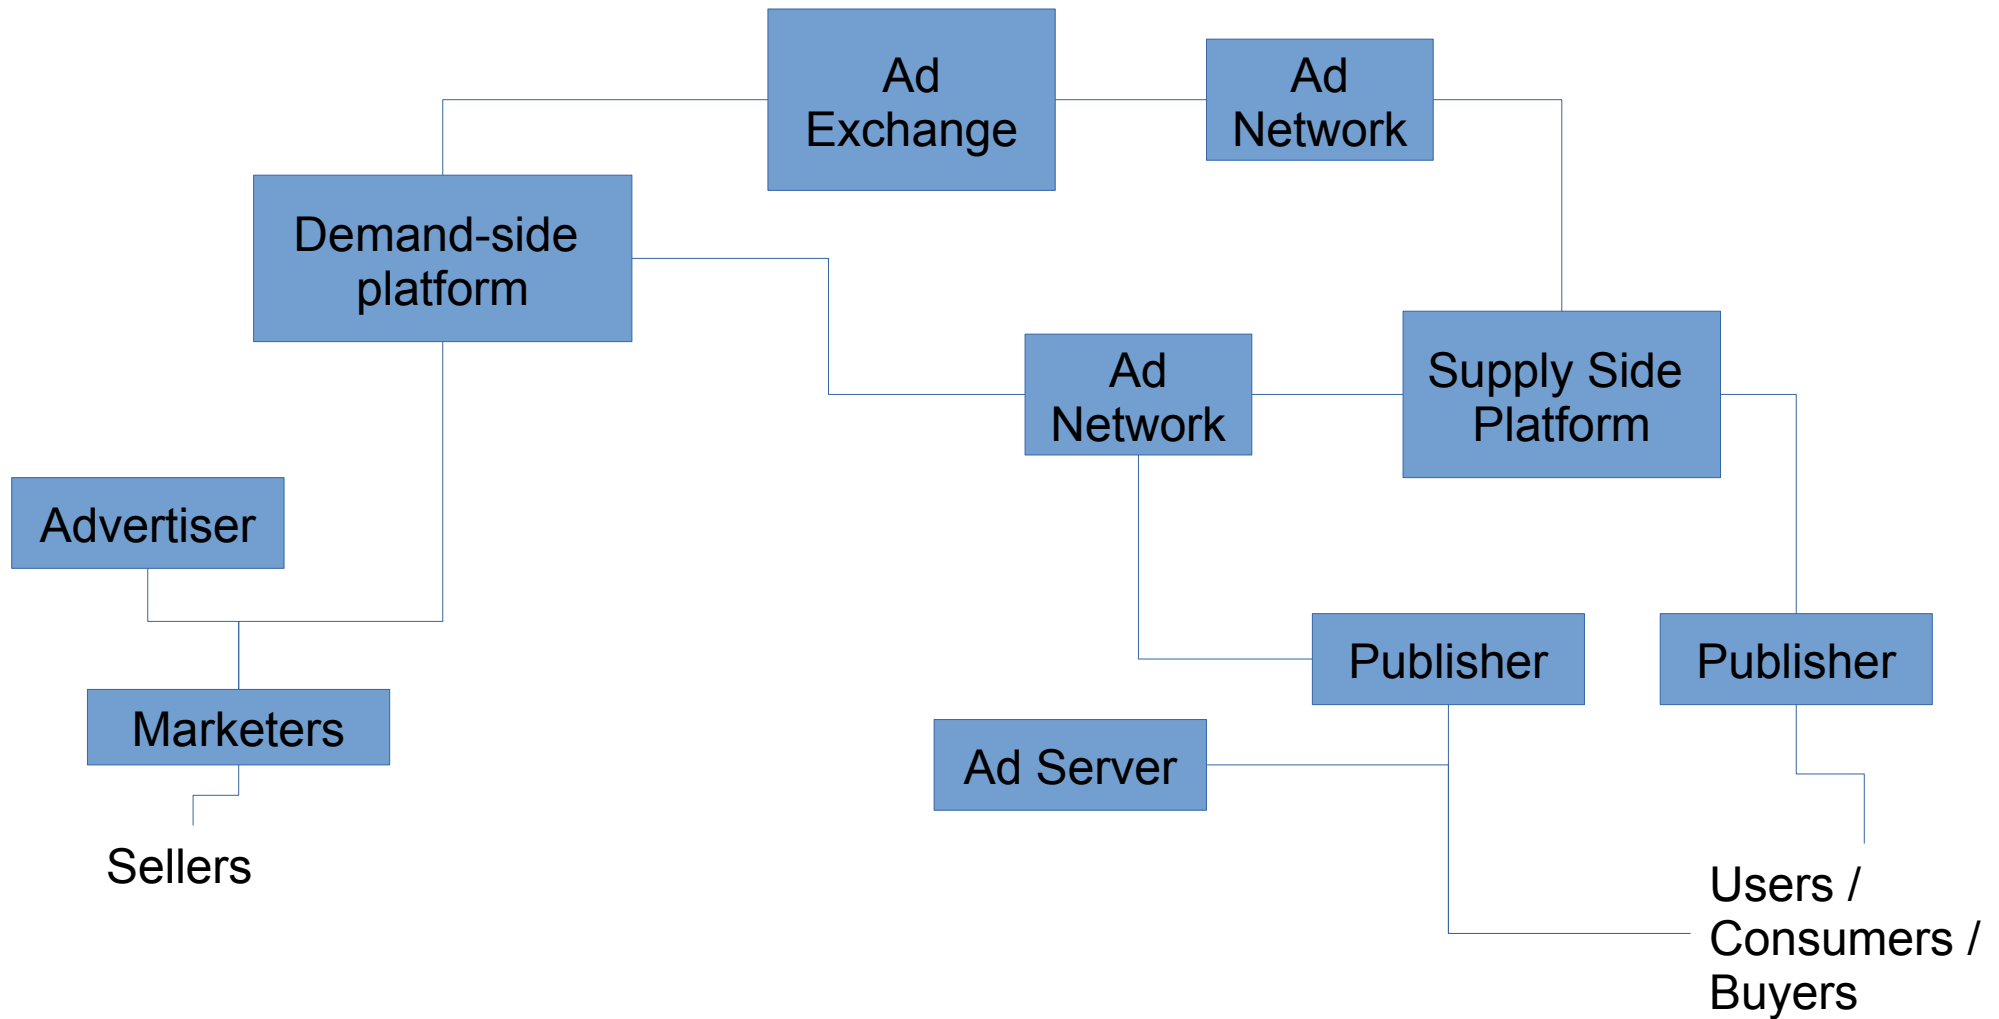 Ad
Exchange
Ad
Network
Demand-side
platform
Ad
Network
Supply Side
Platform
Advertiser
Publisher
Publisher
Marketers
Ad Server
Sellers
Users /
Consumers /
Buyers